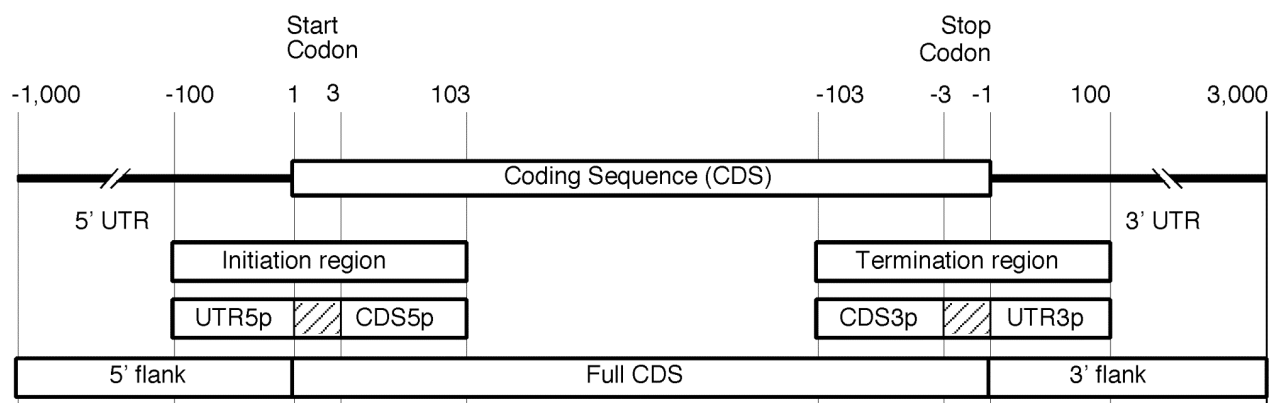 Start
Codon
Stop
Codon
-1,000 -100 1 3 103 -103 -3 -1 100 3,000
Coding Sequence (CDS)
5’ UTR 3’ UTR
Initiation region Termination region
UTR5p CDS5p CDS3p UTR3p
5’ flank Full CDS 3’ flank